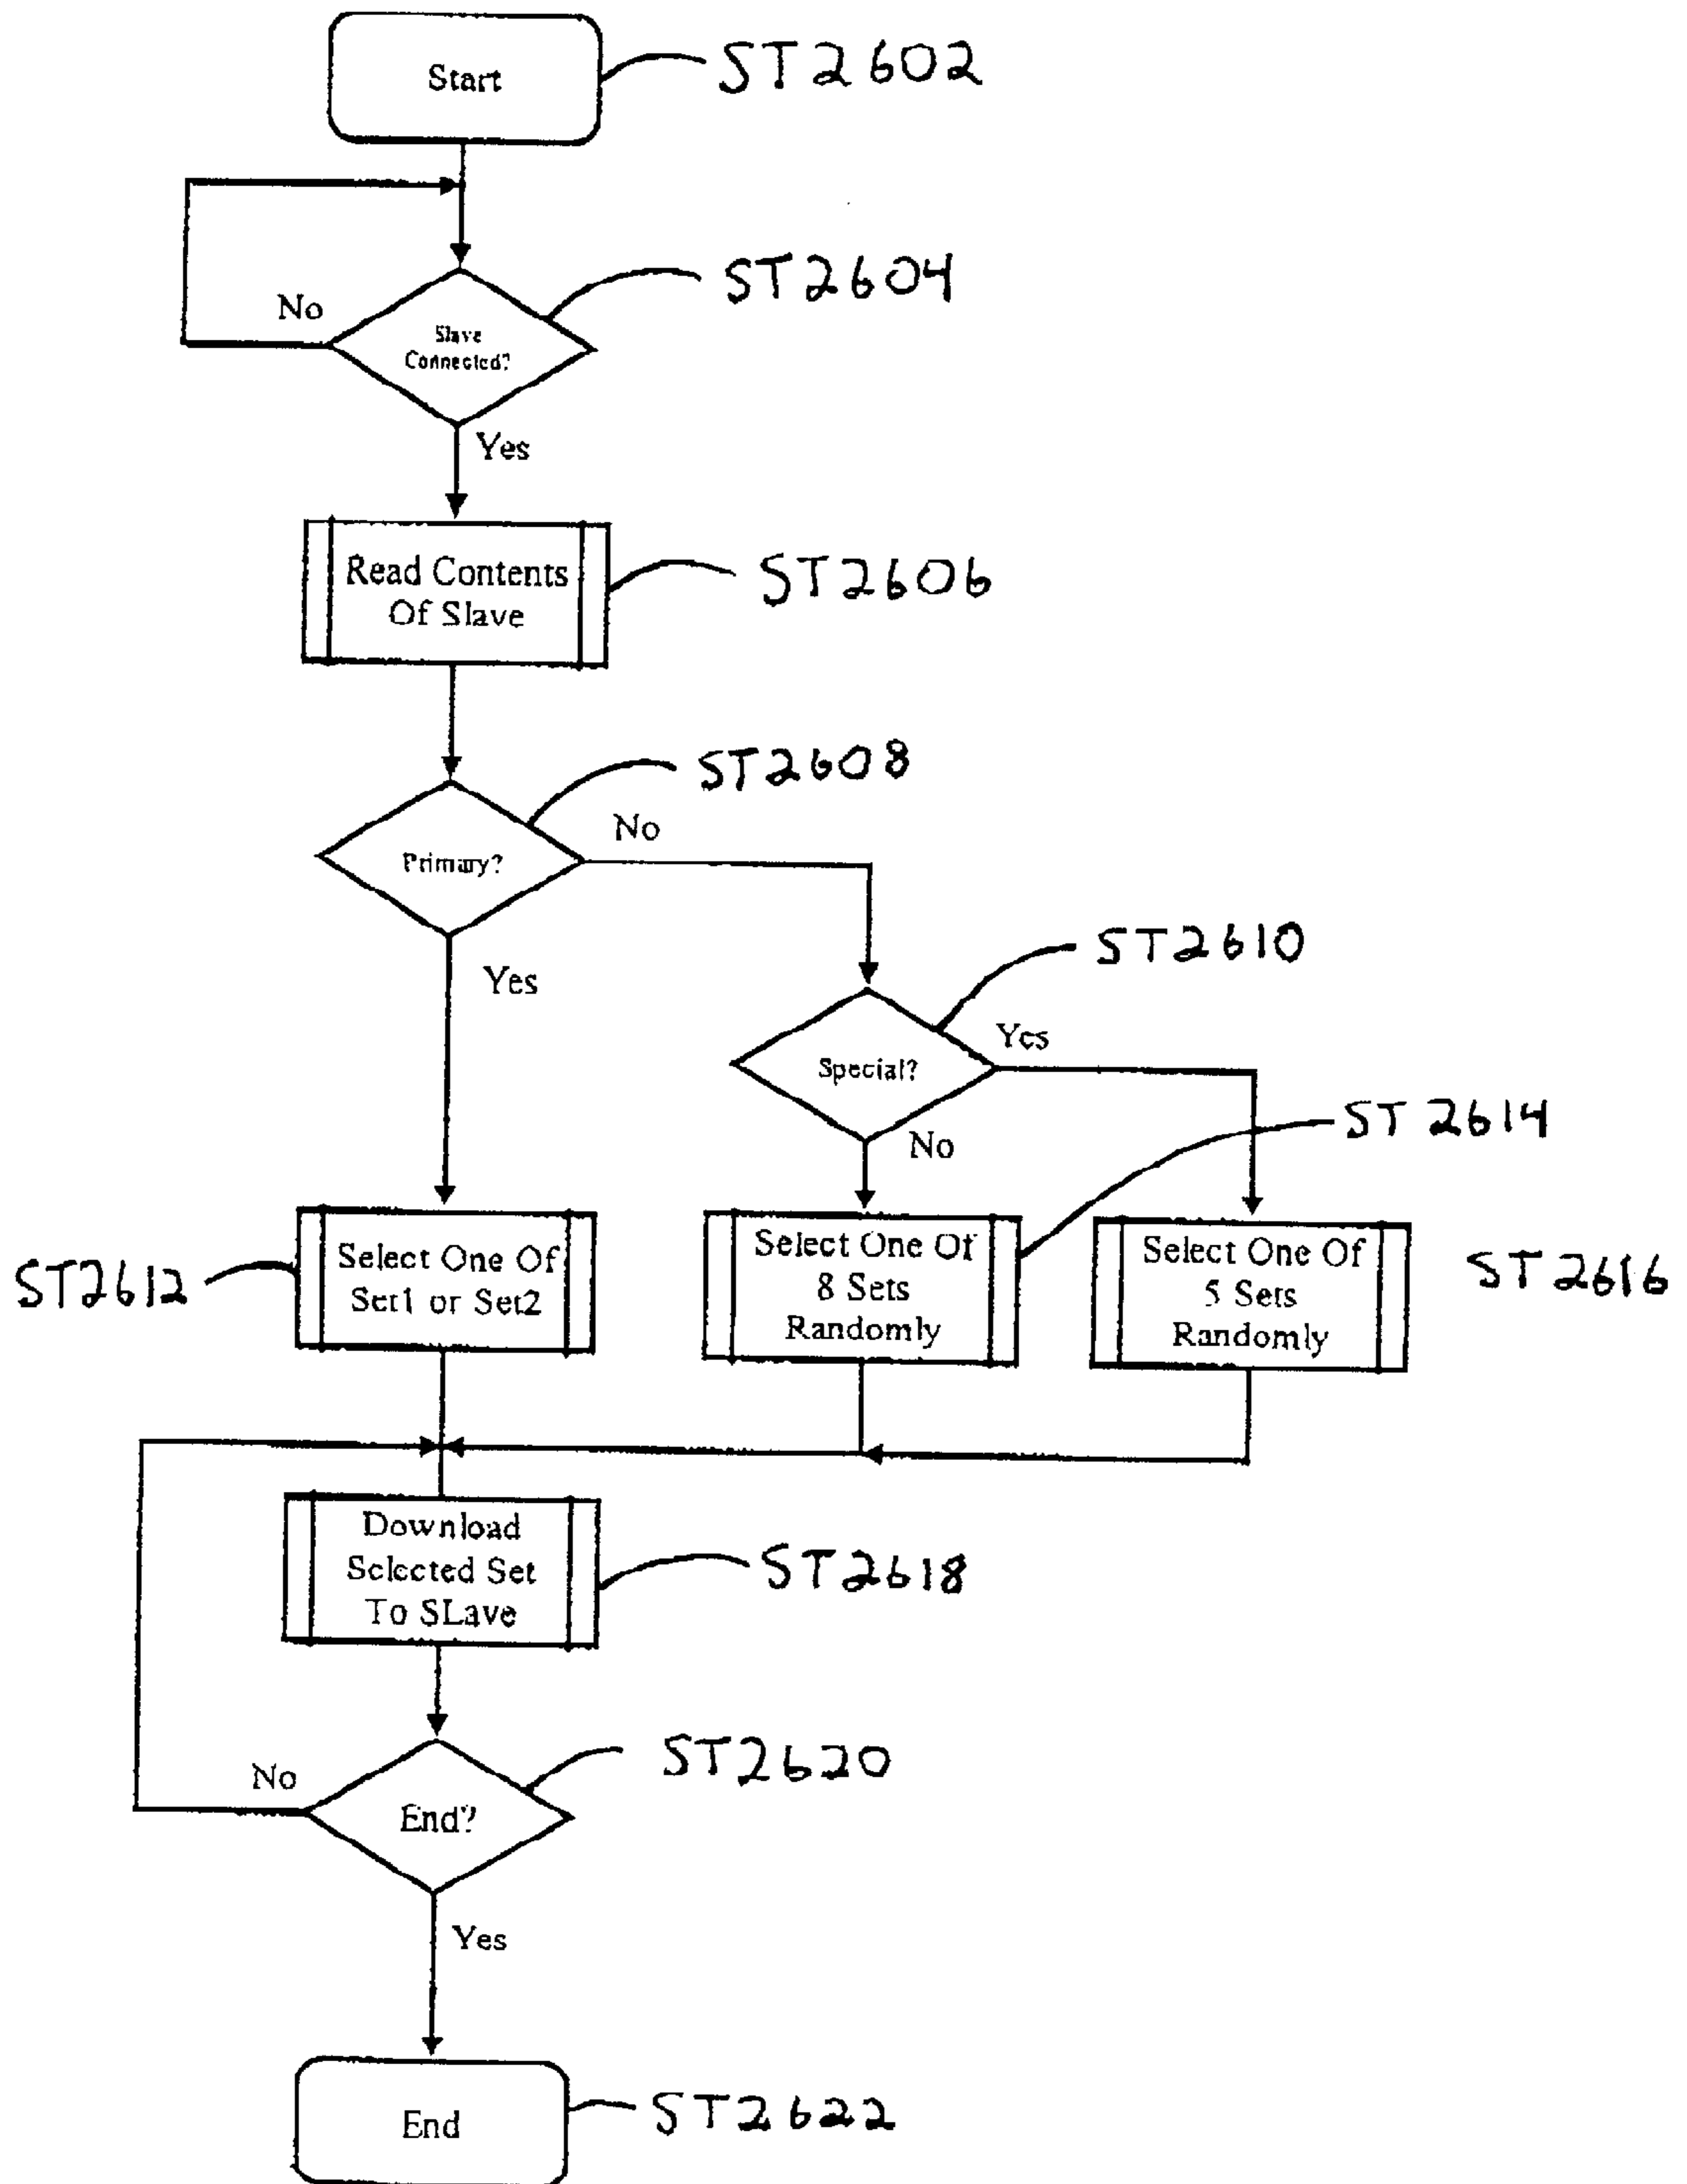 Start
ST2602
ST2604
No
Slave
Connected?
Yes
Read Contents
Of Slave
ST2606
ST2608
No
Primary?
Yes
ST2610
Yes
Special?
No
ST2614
ST2612
Select One Of
Set1 or Set2
Select One Of
8 Sets
Randomly
Select One Of
5 Sets
Randomly
ST2616
Download
Selected Set
To SLave
ST2618
ST2620
No
End?
Yes
End
ST2622